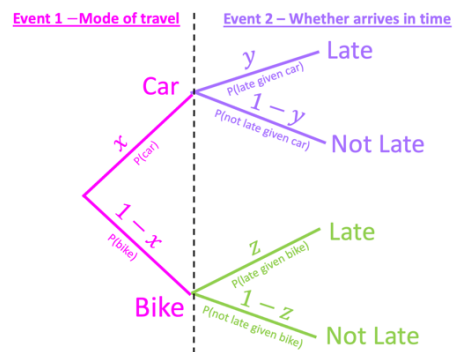 Event 1 – Mode of travel
Event 2 – Whether arrives in time
Car
x
P(car)
1 − x
P(bike)
Bike
y
P(late given car)
Late
1 − y
P(not late given car)
Not Late
z
P(late given bike)
Late
1 − z
P(not late given bike)
Not Late